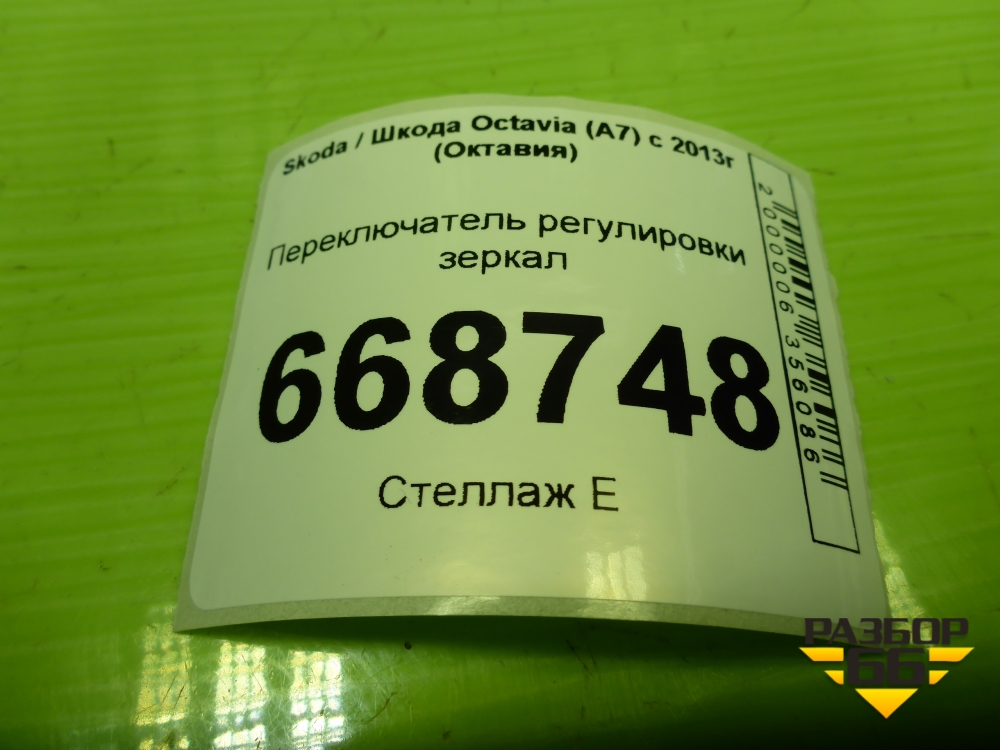 Skoda / Шкода Octavia (A7) с 2013г
(Октавия)
Переключатель регулировки
зеркал
668748
Стеллаж Е
2000006356086
РАЗБОР
66